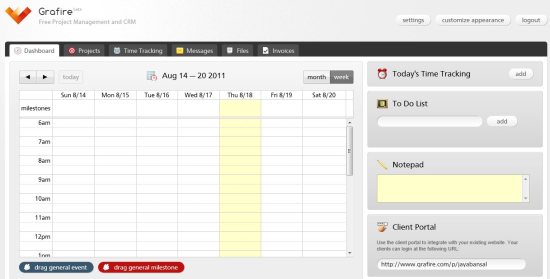 Grafire
Free Project Management and CRM
settings
customize appearance
logout
Dashboard
Projects
Time Tracking
Messages
Files
Invoices
today
Aug 14 — 20 2011
month
week
Sun 8/14
Mon 8/15
Tue 8/16
Wed 8/17
Thu 8/18
Fri 8/19
Sat 8/20
milestones
6am
7am
8am
9am
10am
11am
12pm
1pm
drag general event
drag general milestone
Today's Time Tracking
add
To Do List
add
Notepad
Client Portal
Use the client portal to integrate with your existing website. Your
clients can login at the following URL:
http://www.grafire.com/p/jayabansal